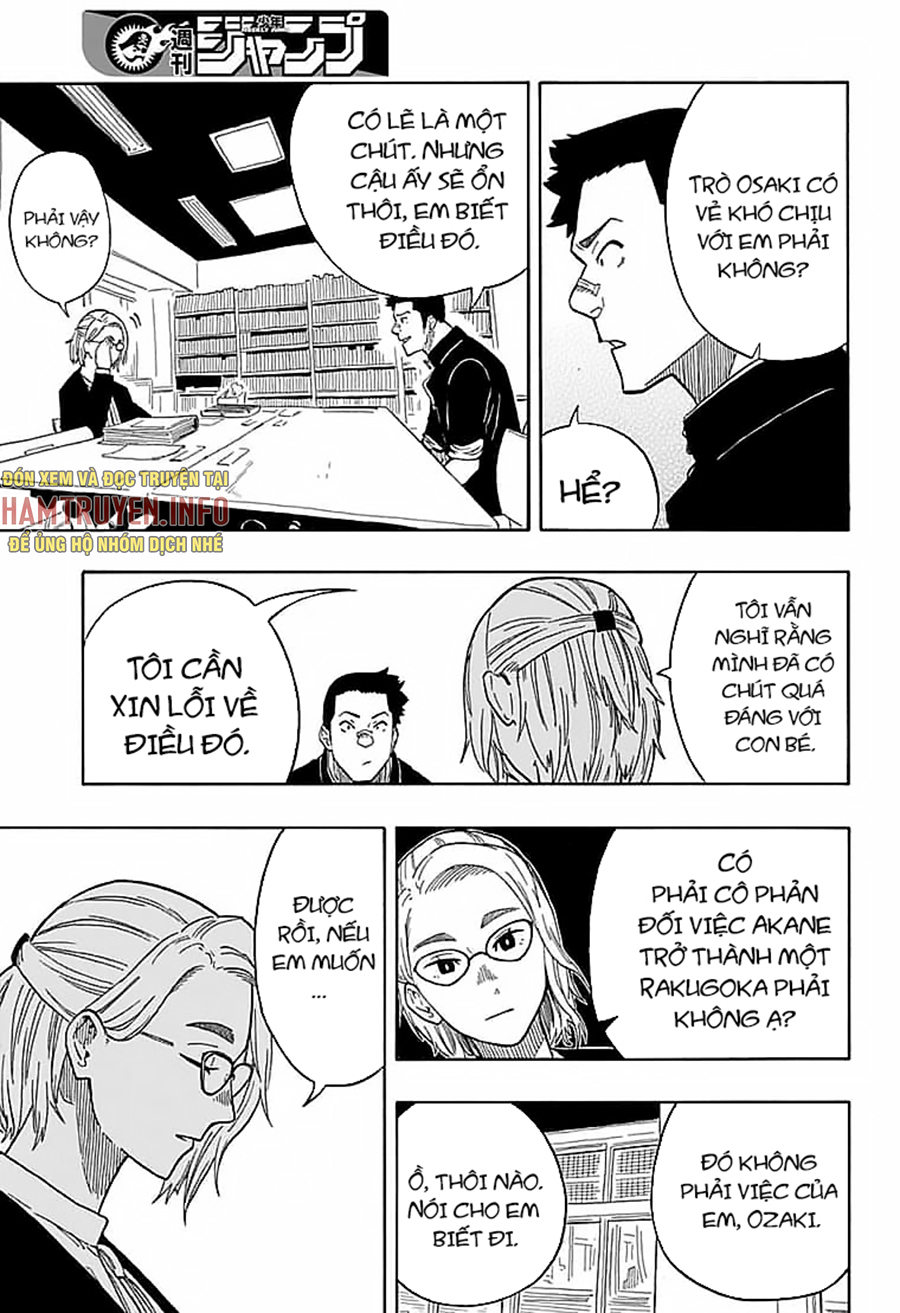 週刊
少年
WEEKLY JUMP
ジャンプ
TRÒ OSAKI CÓ
VẺ KHÓ CHỊU
VỚI EM PHẢI
KHÔNG?
HỂ?
CÓ LẼ LÀ MỘT
CHÚT. NHƯNG
CẬU ẤY SẼ ỔN
THÔI, EM BIẾT
ĐIỀU ĐÓ.
PHẢI VẬY
KHÔNG?
ĐÓN XEM VÀ ĐỌC TRUYỆN TẠI
HAMTRUYEN.INFO
ĐỂ ỦNG HỘ NHÓM DỊCH NHÉ
TÔI VẪN
NGHĨ RẰNG
MÌNH ĐÃ CÓ
CHÚT QUÁ
ĐÁNG VỚI
CON BÉ.
TÔI CẦN
XIN LỖI VỀ
ĐIỀU ĐÓ.
CÓ
PHẢI CÔ PHẢN
ĐỐI VIỆC AKANE
TRỞ THÀNH MỘT
RAKUGOKA PHẢI
KHÔNG Ạ?
ĐÓ KHÔNG
PHẢI VIỆC CỦA
EM, OZAKI.
Ồ, THÔI NÀO.
NÓI CHO EM
BIẾT ĐI.
ĐƯỢC
RỒI, NẾU
EM MUỐN
...